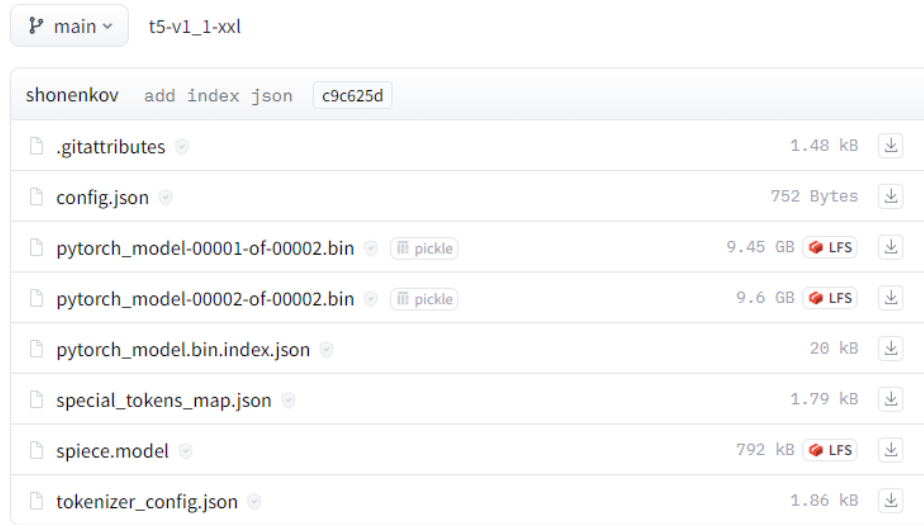 main t5-v1_1-xxl
shonenkov add index json c9c625d
.gitattributes 1.48 kB
config.json 752 Bytes
pytorch_model-00001-of-00002.bin pickle 9.45 GB LFS
pytorch_model-00002-of-00002.bin pickle 9.6 GB LFS
pytorch_model.bin.index.json 20 kB
special_tokens_map.json 1.79 kB
spiece.model 792 kB LFS
tokenizer_config.json 1.86 kB